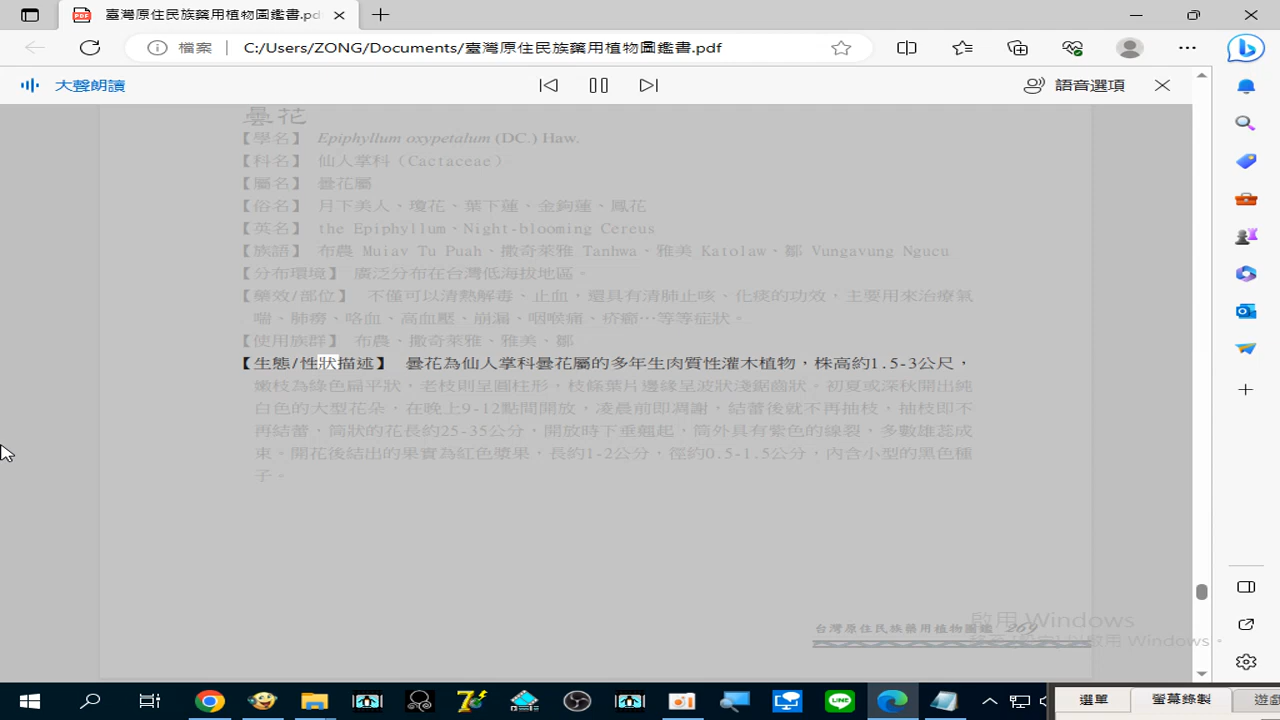 臺灣原住民族藥用植物圖鑑書.pd
檔案 C:/Users/ZONG/Documents/臺灣原住民族藥用植物圖鑑書.pdf
大聲朗讀
語音選項
曇花
【學名】 Epiphyllum oxypetalum (DC.) Haw.
【科名】 仙人掌科（Cactaceae）
【屬名】 曇花屬
【俗名】 月下美人、瓊花、葉下蓮、金鉤蓮、鳳花
【英名】 the Epiphyllum、Night-blooming Cereus
【族語】 布農 Muiav Tu Puah、撒奇萊雅 Tanhwa、雅美 Katolaw、鄒 Vungavung Ngucu
【分布環境】 廣泛分布在台灣低海拔地區。
【藥效/部位】 不僅可以清熱解毒、止血，還具有清肺止咳、化痰的功效，主要用來治療氣
喘、肺癆、咯血、高血壓、崩漏、咽喉痛、疥癤…等等症狀。
【使用族群】 布農、撒奇萊雅、雅美、鄒
【生態/性狀描述】 曇花為仙人掌科曇花屬的多年生肉質性灌木植物，株高約1.5-3公尺，
嫩枝為綠色扁平狀，老枝則呈圓柱形，枝條葉片邊緣呈波狀淺鋸齒狀。初夏或深秋開出純
白色的大型花朵，在晚上9-12點間開放，凌晨前即凋謝，結蕾後就不再抽枝，抽枝即不
再結蕾，筒狀的花長約25-35公分，開放時下垂翹起，筒外具有紫色的線裂，多數雄蕊成
束。開花後結出的果實為紅色漿果，長約1-2公分，徑約0.5-1.5公分，內含小型的黑色種
子。
啟用 Windows
台灣原住民族藥用植物圖鑑 269
啟用 Windows。
選單
螢幕錄製
遊戲